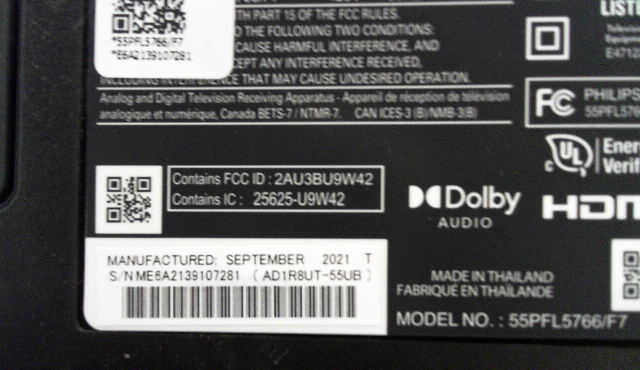 *55PFL5766/F7
*E6A2139107281
TH PART 15 OF THE FCC RULES.
O THE FOLLOWING TWO CONDITIONS:
CAUSE HARMFUL INTERFERENCE, AND
CEPT ANY INTERFERENCE RECEIVED,
INCLUDING INTERFERENCE THAT MAY CAUSE UNDESIRED OPERATION.
Analog and Digital Television Receiving Apparatus - Appareil de réception de télévision
analogique et numérique, Canada BETS-7 / NTMR-7. CAN ICES-3 (B)/NMB-3(B)
LISTE
E4712
FC
PHILIPS
55PFL57
c UL
Ener
Verifi
Contains FCC ID : 2AU3BU9W42
Contains IC : 25625-U9W42
Dolby
AUDIO
HDM
MANUFACTURED: SEPTEMBER 2021 T
S/N ME6A2139107281 ( AD1R8UT-55UB )
MADE IN THAILAND
FABRIQUÉ EN THAÏLANDE
MODEL NO. : 55PFL5766/F7